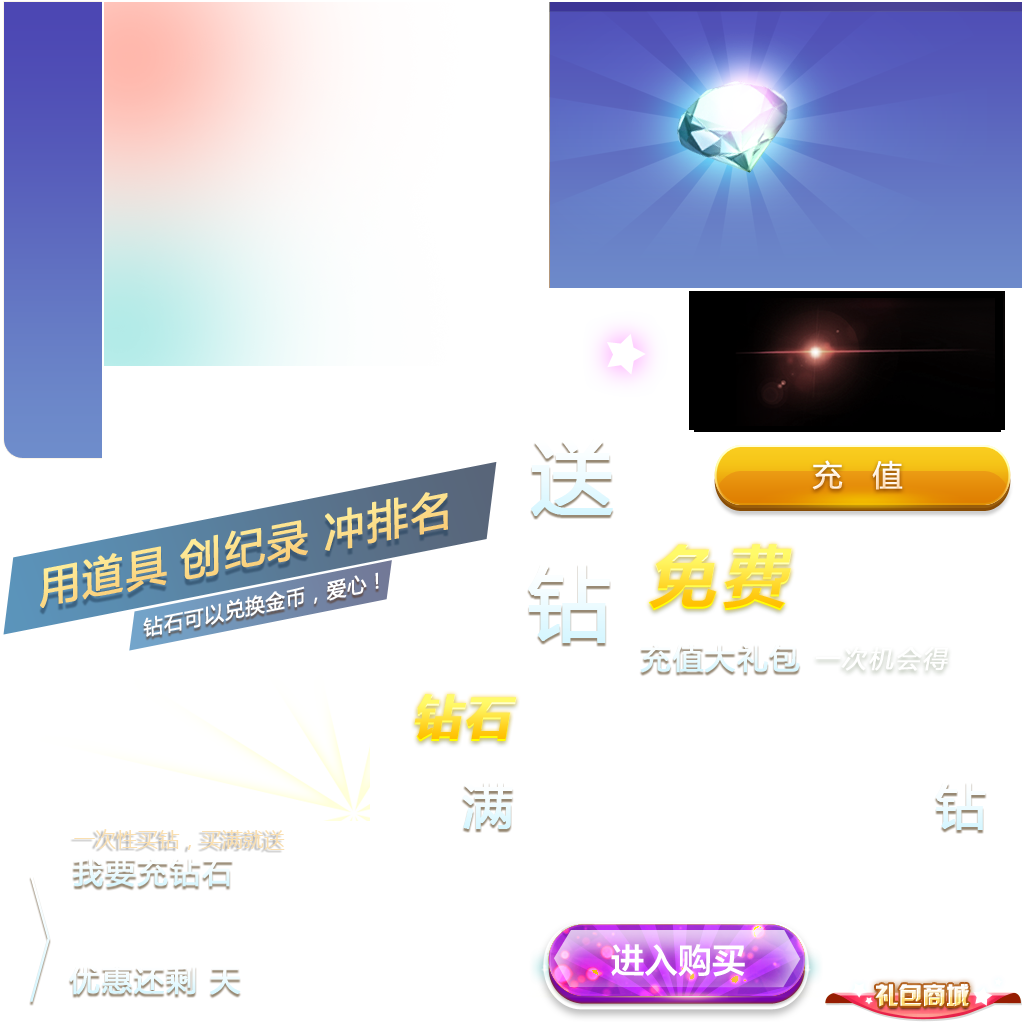 送
充 值
用道具 创纪录 冲排名
钻石可以兑换金币，爱心！
钻
免费
充值大礼包 一次机会得
钻石
满
钻
一次性买钻，买满就送
我要充钻石
进入购买
优惠还剩 天
礼包商城